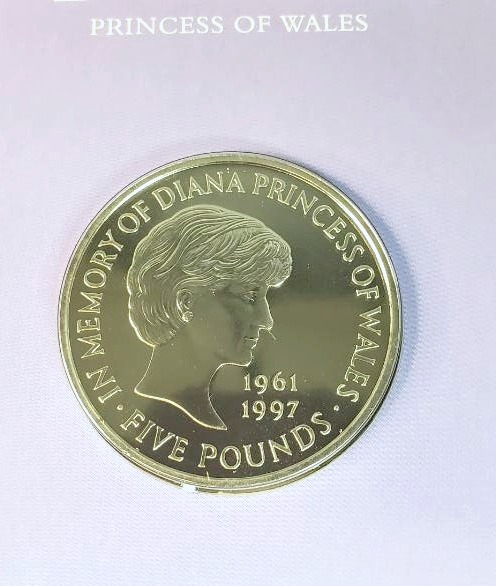 PRINCESS OF WALES
IN MEMORY OF DIANA PRINCESS OF WALES
1961
1997
· FIVE POUNDS ·